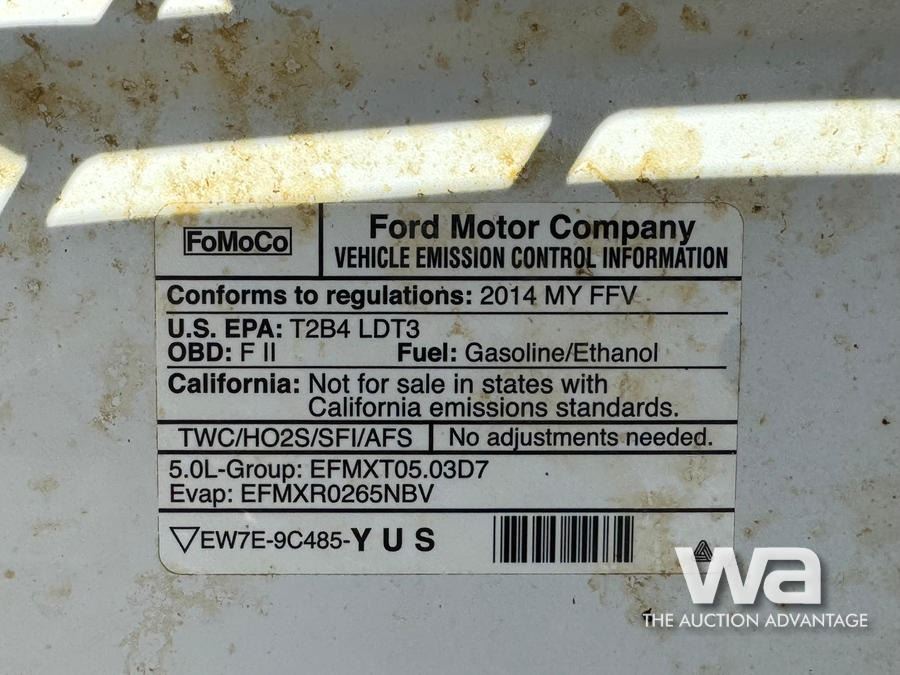 FoMoCo
Ford Motor Company
VEHICLE EMISSION CONTROL INFORMATION
Conforms to regulations: 2014 MY FFV
U.S. EPA: T2B4 LDT3
OBD: F II Fuel: Gasoline/Ethanol
California: Not for sale in states with
California emissions standards.
TWC/HO2S/SFI/AFS No adjustments needed.
5.0L-Group: EFMXT05.03D7
Evap: EFMXR0265NBV
EW7E-9C485-Y U S
wa
THE AUCTION ADVANTAGE